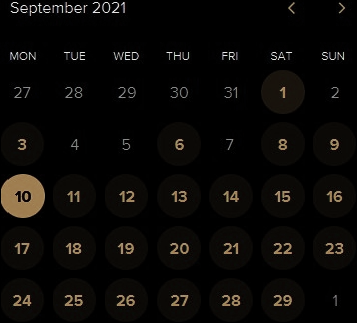 September 2021
MON TUE WED THU FRI SAT SUN
27 28 29 30 31 1 2
3 4 5 6 7 8 9
10 11 12 13 14 15 16
17 18 19 20 21 22 23
24 25 26 27 28 29 1